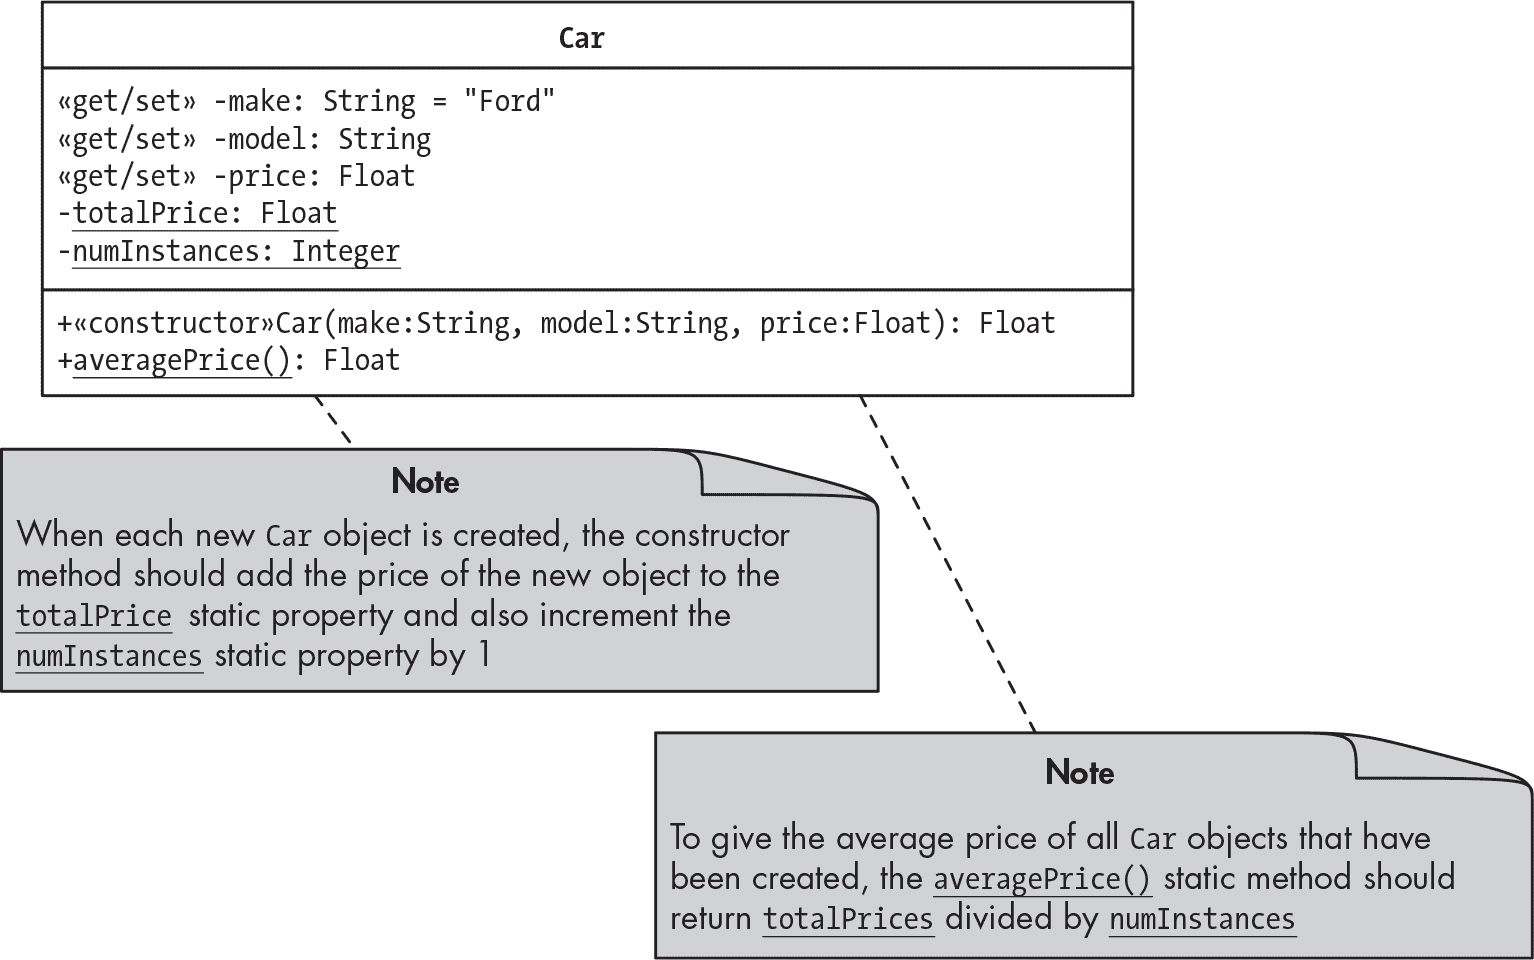 Car
«get/set» -make: String = "Ford"
«get/set» -model: String
«get/set» -price: Float
-totalPrice: Float
-numInstances: Integer
+«constructor»Car(make:String, model:String, price:Float): Float
+averagePrice(): Float
Note
When each new Car object is created, the constructor
method should add the price of the new object to the
totalPrice static property and also increment the
numInstances static property by 1
Note
To give the average price of all Car objects that have
been created, the averagePrice() static method should
return totalPrices divided by numInstances